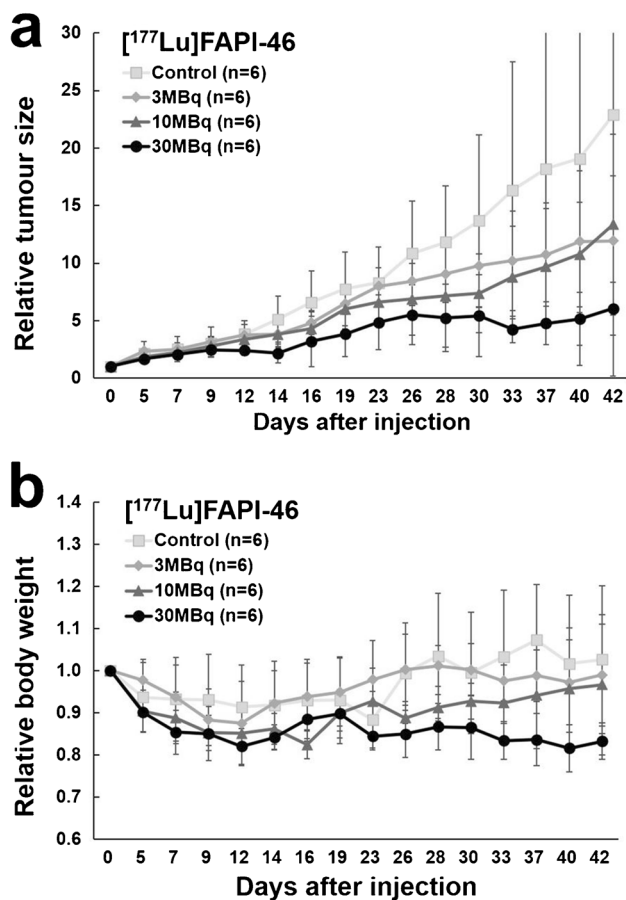 a
[¹⁷⁷Lu]FAPI-46
Control (n=6)
3MBq (n=6)
10MBq (n=6)
30MBq (n=6)
Relative tumour size
30
25
20
15
10
5
0
0 5 7 9 12 14 16 19 23 26 28 30 33 37 40 42
Days after injection
b
[¹⁷⁷Lu]FAPI-46
Control (n=6)
3MBq (n=6)
10MBq (n=6)
30MBq (n=6)
Relative body weight
1.4
1.3
1.2
1.1
1.0
0.9
0.8
0.7
0.6
0 5 7 9 12 14 16 19 23 26 28 30 33 37 40 42
Days after injection